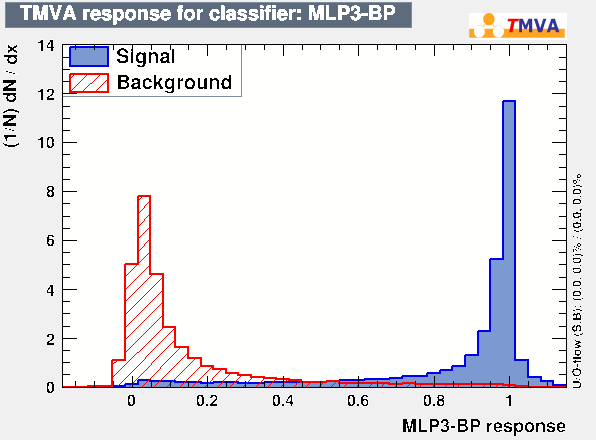 TMVA response for classifier: MLP3-BP
TMVA
(1/N) dN / dx
14
12
10
8
6
4
2
0
Signal
Background
0
0.2
0.4
0.6
0.8
1
MLP3-BP response
U/O-flow (S,B): (0.0, 0.0)% / (0.0, 0.0)%